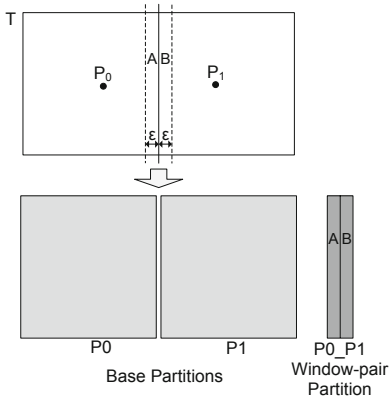 T
A B
P0
P1
ε ε
A B
P0 P1 P0_P1
Base Partitions
Window-pair
Partition